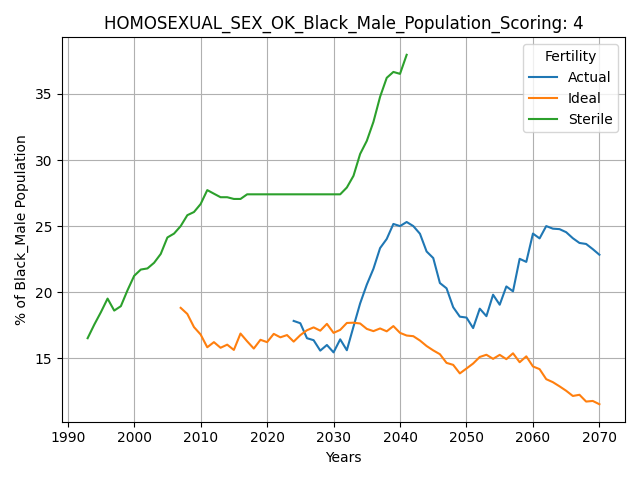 HOMOSEXUAL_SEX_OK_Black_Male_Population_Scoring: 4
% of Black_Male Population
35
30
25
20
15
Fertility
Actual
Ideal
Sterile
1990 2000 2010 2020 2030 2040 2050 2060 2070
Years